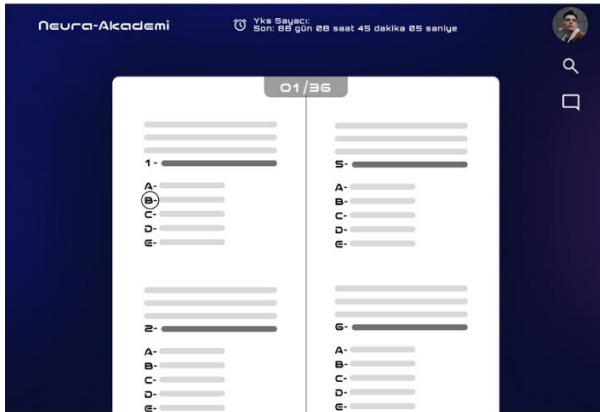 Neura-Akademi
Yks Sayacı:
Son: 88 gün 08 saat 45 dakika 05 saniye
01/36
1-
A-
B-
C-
D-
E-
2-
A-
B-
C-
D-
E-
5-
A-
B-
C-
D-
E-
6-
A-
B-
C-
D-
E-